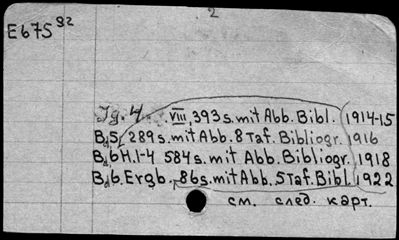 2
E675 92
Jg. 4. VIII, 393 s. mit Abb. Bibl. 1914-15
Bd, 5, 289 s. mit Abb. 8 Taf. Bibliogr. 1916
Bd, 6 H. 1-4 584 s. mit Abb. Bibliogr. 1918
Bd, 6. Ergb. 86 s. mit Abb. 5 Taf. Bibl. 1922
см. след. карт.